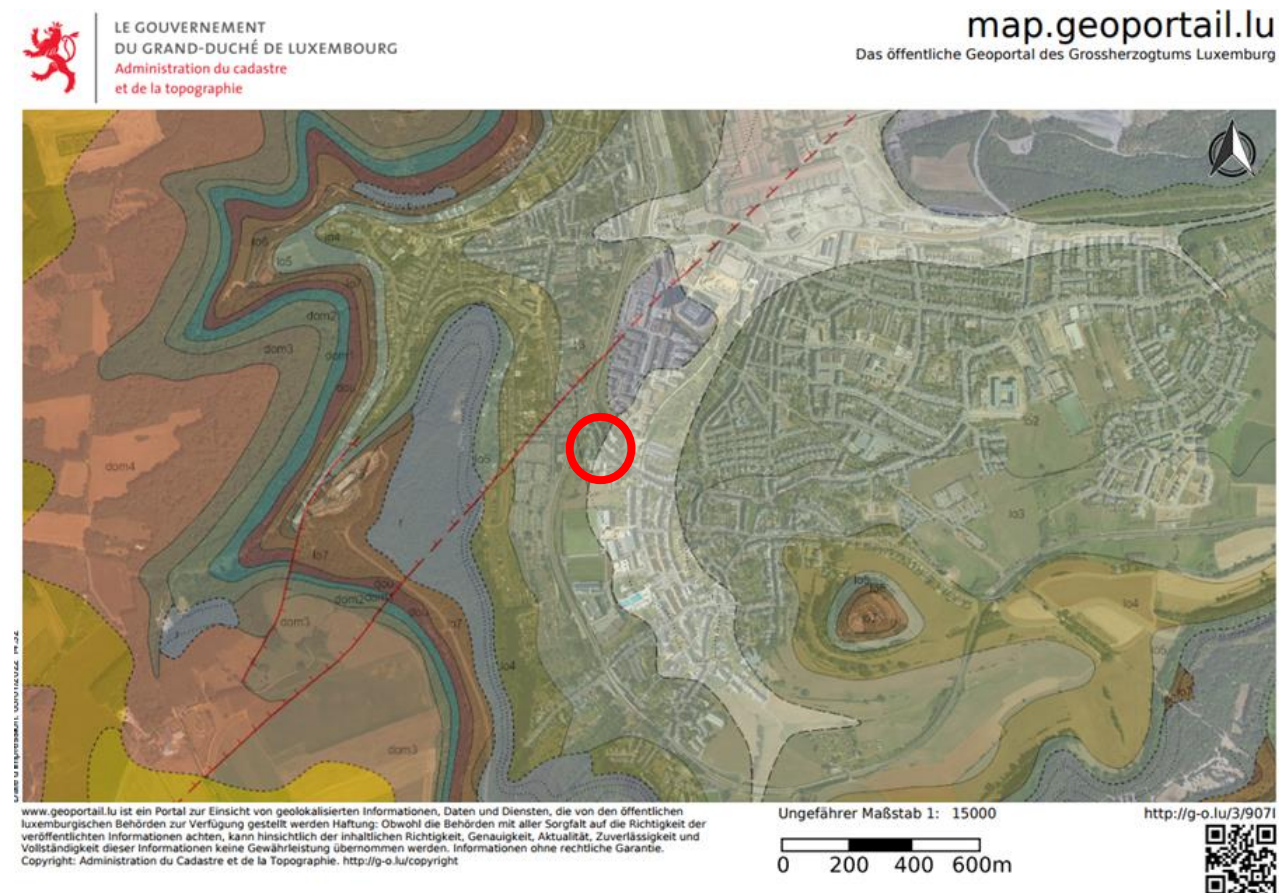 LE GOUVERNEMENT
DU GRAND-DUCHÉ DE LUXEMBOURG
Administration du cadastre
et de la topographie
map.geoportail.lu
Das öffentliche Geoportal des Grossherzogtums Luxemburg
lo6
lo5
dom2
dom3
dom1
lo2
lo5
dom4
lo3
lo7
lo6
lo4
dom2
dom3
lo7
lo5
lo4
dom3
www.geoportail.lu ist ein Portal zur Einsicht von geolokalisierten Informationen, Daten und Diensten, die von den öffentlichen
luxemburgischen Behörden zur Verfügung gestellt werden Haftung: Obwohl die Behörden mit aller Sorgfalt auf die Richtigkeit der
veröffentlichten Informationen achten, kann hinsichtlich der inhaltlichen Richtigkeit, Genauigkeit, Aktualität, Zuverlässigkeit und
Vollständigkeit dieser Informationen keine Gewährleistung übernommen werden. Informationen ohne rechtliche Garantie.
Copyright: Administration du Cadastre et de la Topographie. http://g-o.lu/copyright
Ungefährer Maßstab 1: 15000
http://g-o.lu/3/907l
0 200 400 600m